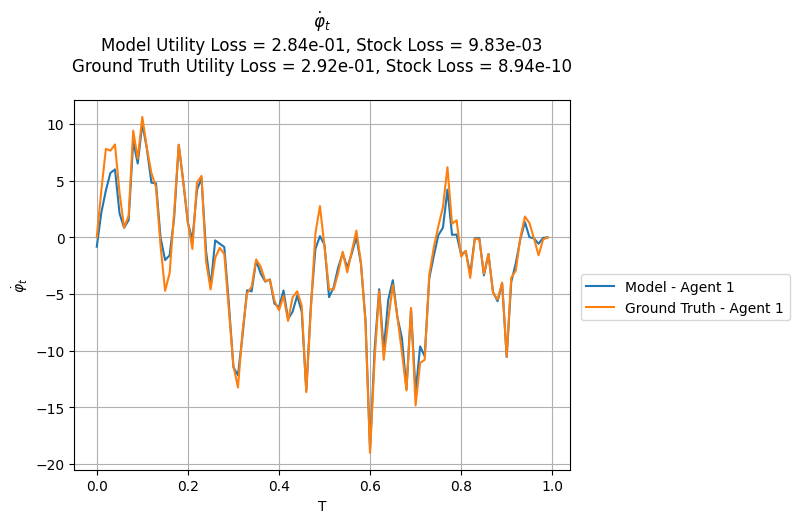 φ̇ₜ
Model Utility Loss = 2.84e-01, Stock Loss = 9.83e-03
Ground Truth Utility Loss = 2.92e-01, Stock Loss = 8.94e-10
φ̇ₜ
10
5
0
−5
−10
−15
−20
0.0 0.2 0.4 0.6 0.8 1.0
T
Model - Agent 1
Ground Truth - Agent 1